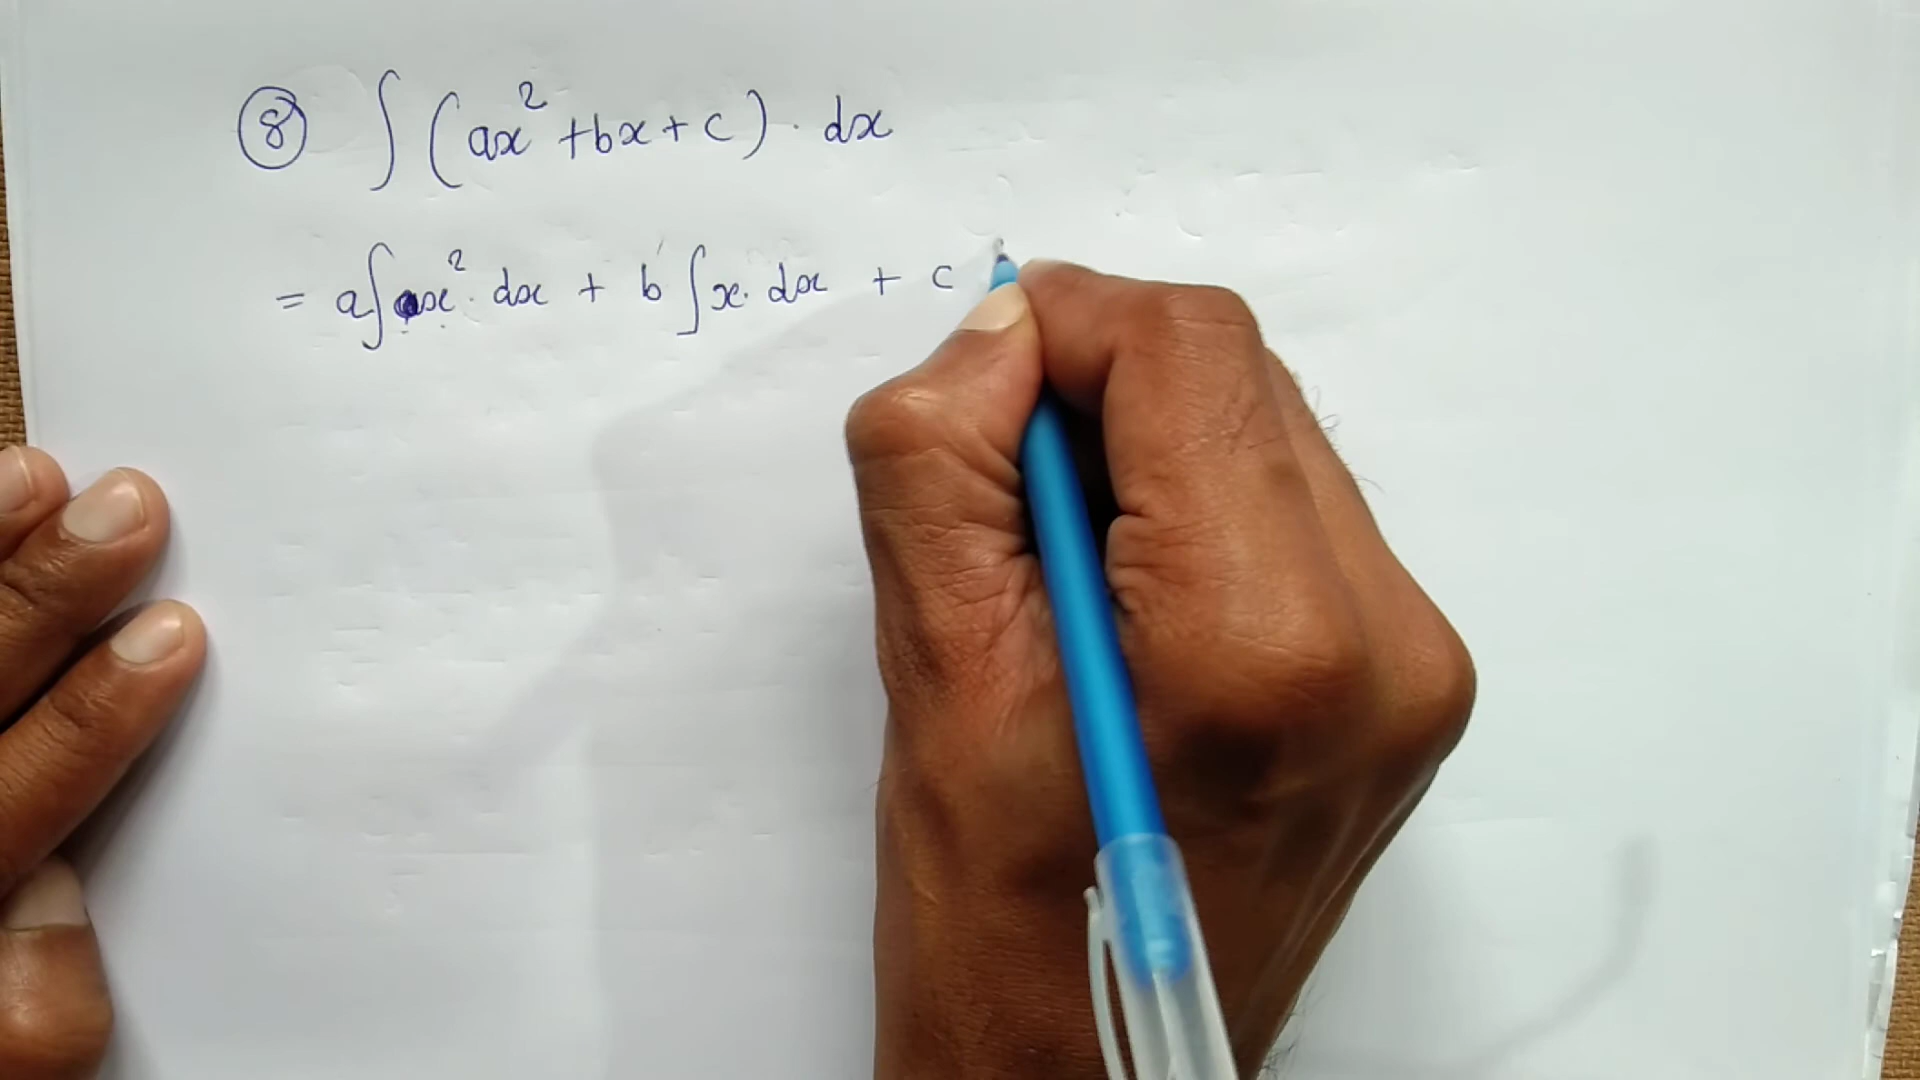 ⑧ ∫ (ax² + bx + c) · dx
= a∫ x² · dx + b ∫ x · dx + c